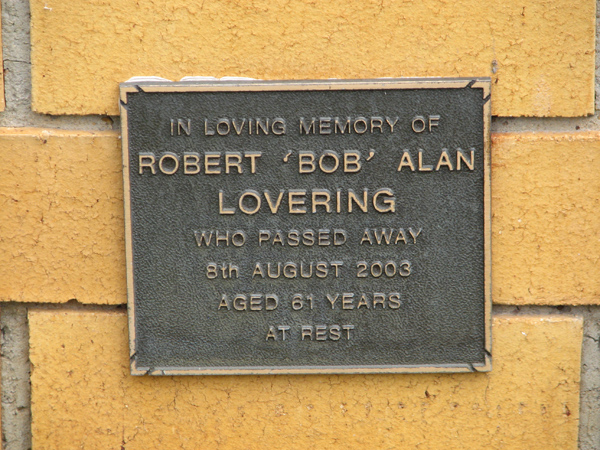 IN LOVING MEMORY OF
ROBERT 'BOB' ALAN
LOVERING
WHO PASSED AWAY
8th AUGUST 2003
AGED 61 YEARS
AT REST